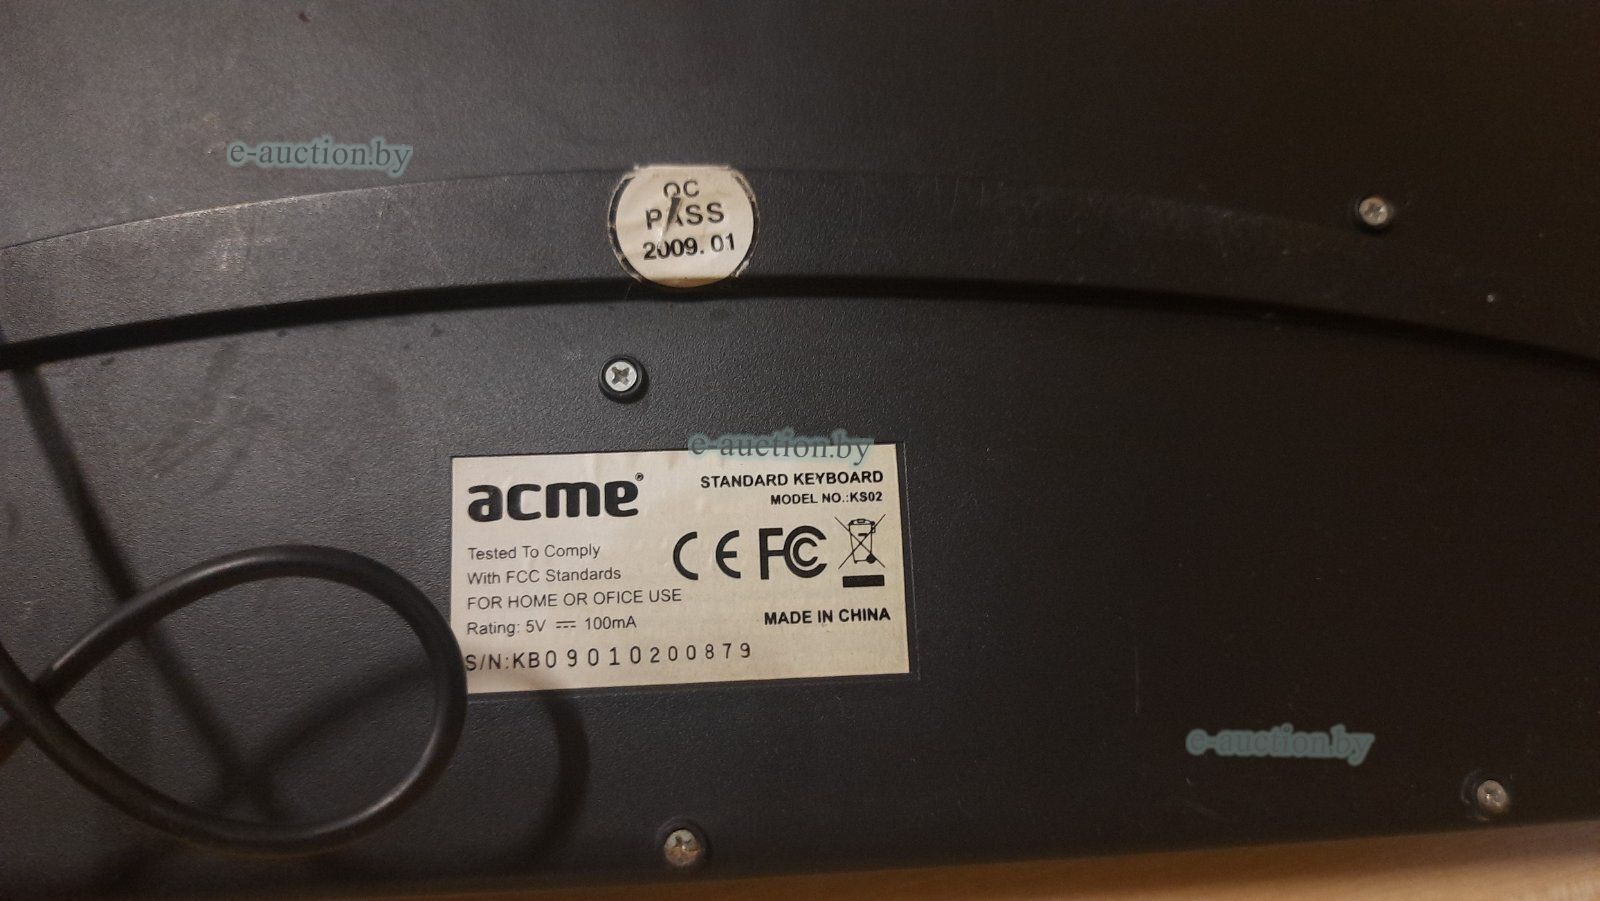 e-auction.by
QC
PASS
2009.01
e-auction.by
acme®
STANDARD KEYBOARD
MODEL NO.:KS02
Tested To Comply
With FCC Standards
CE FC
FOR HOME OR OFICE USE
Rating: 5V ⎓ 100mA
MADE IN CHINA
S/N:KB09010200879
e-auction.by